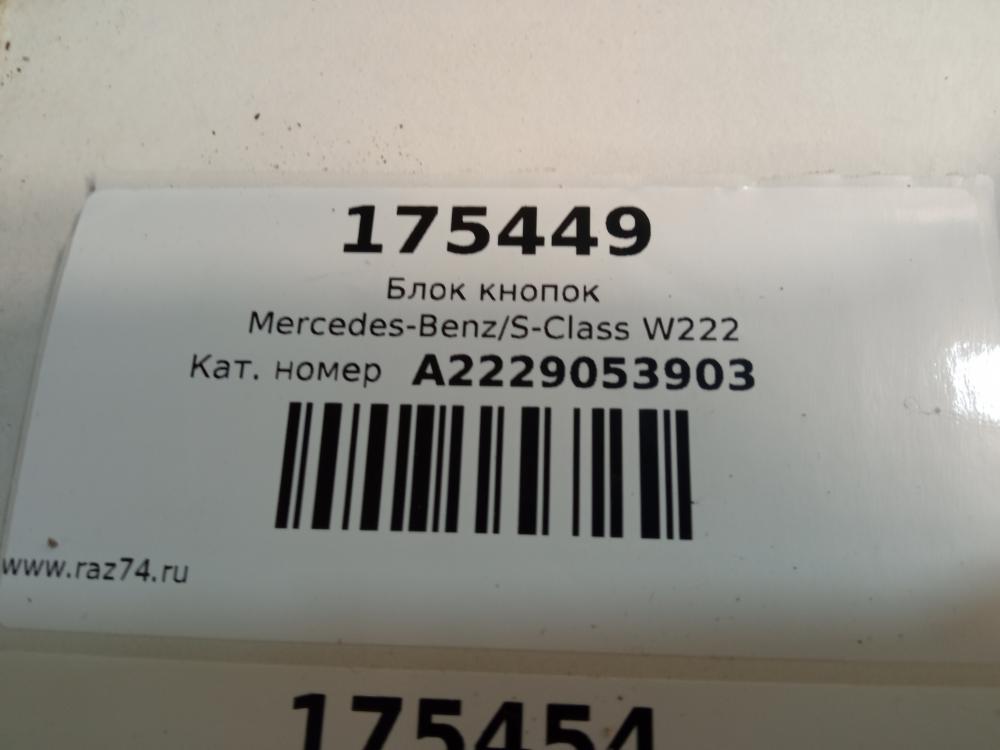 175449
Блок кнопок
Mercedes-Benz/S-Class W222
Кат. номер A2229053903
www.raz74.ru
175454